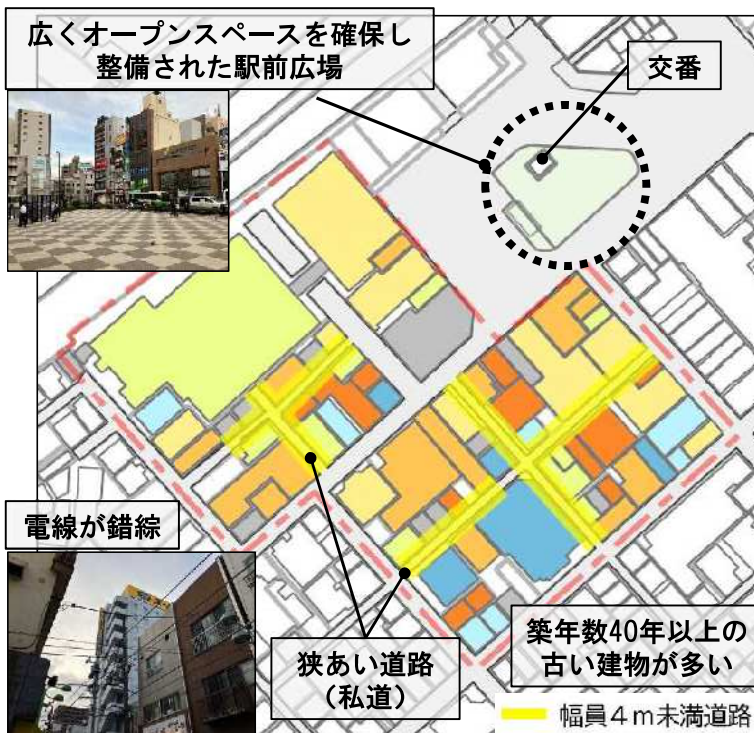 広くオープンスペースを確保し
整備された駅前広場
交番
電線が錯綜
狭あい道路
（私道）
築年数40年以上の
古い建物が多い
幅員４ｍ未満道路